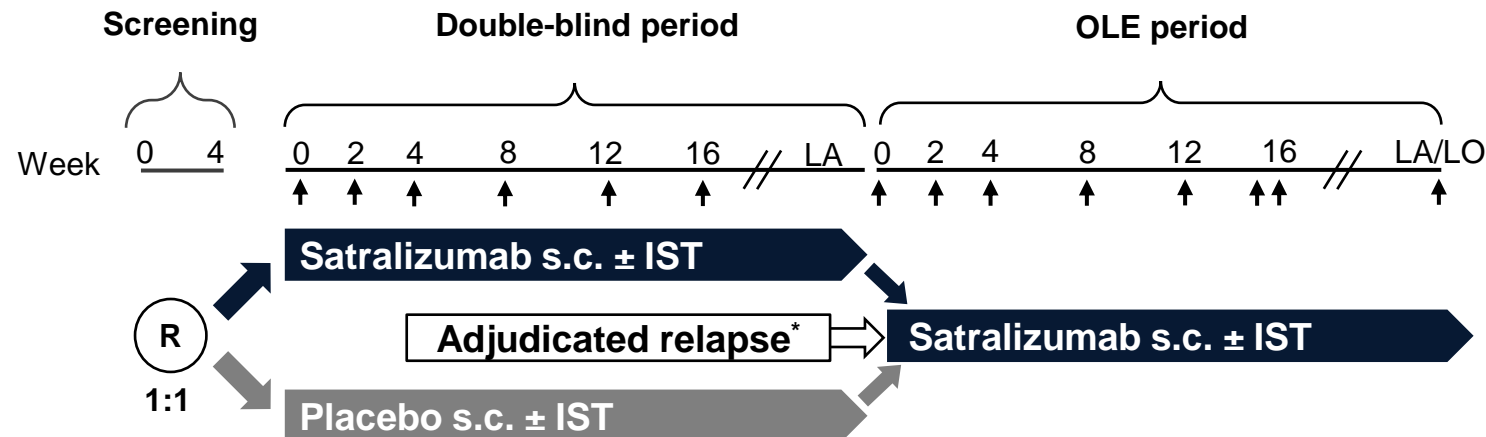 Screening Double-blind period OLE period
Week 0 4 0 2 4 8 12 16 LA 0 2 4 8 12 16 LA/LO
Satralizumab s.c. ± IST
R
1:1
Adjudicated relapse*
Satralizumab s.c. ± IST
Placebo s.c. ± IST